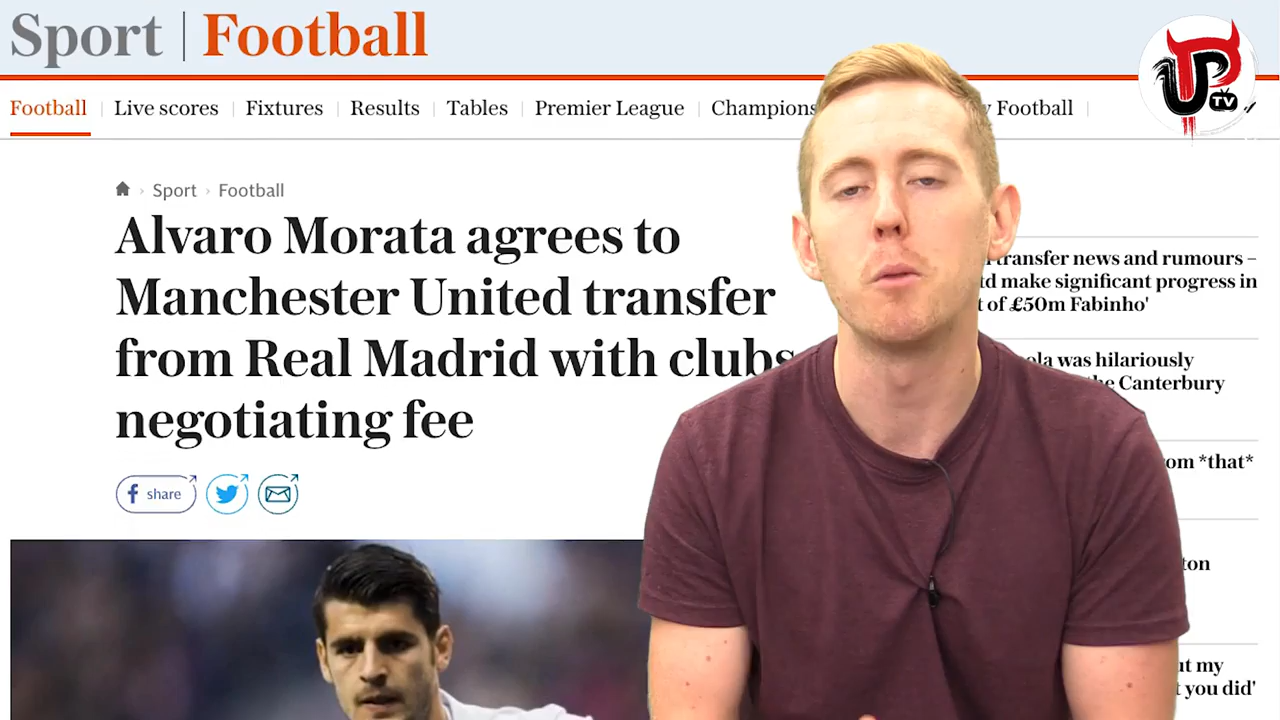 Sport | Football
Football
Live scores
Fixtures
Results
Tables
Premier League
Champions
Football
Sport
Football
Alvaro Morata agrees to
Manchester United transfer
from Real Madrid with clubs
negotiating fee
share
transfer news and rumours –
make significant progress in
of £50m Fabinho'
was hilariously
the Canterbury
*that*
my
you did'
UP
TV